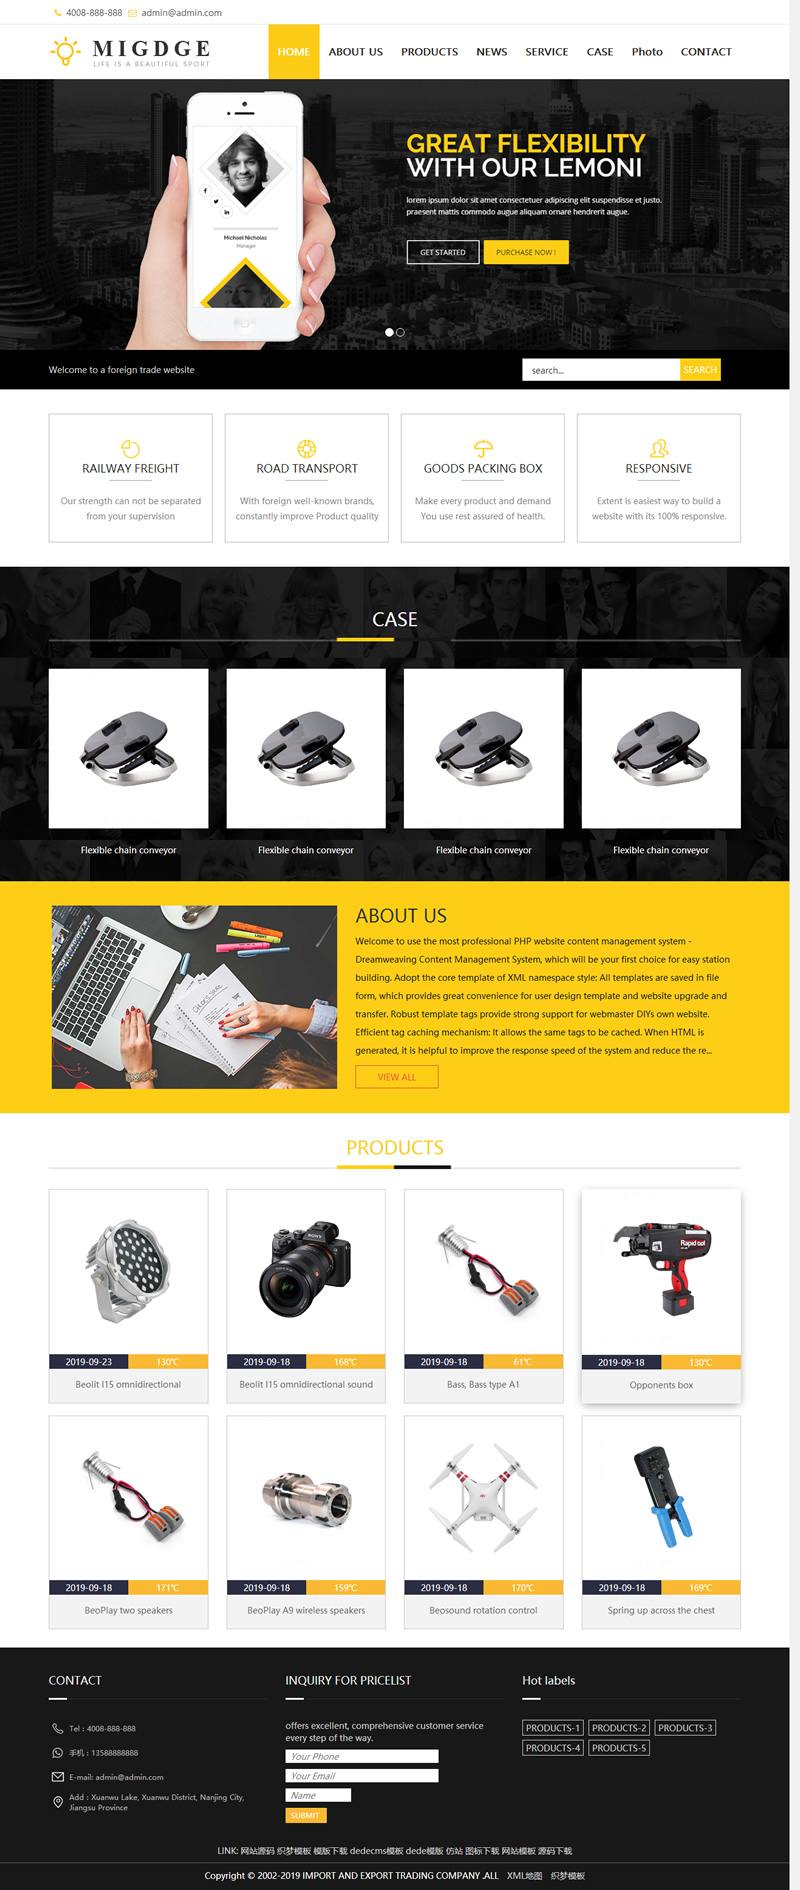 4008-888-888 admin@admin.com
MIGDGE
LIFE IS A BEAUTIFUL SPORT
HOME ABOUT US PRODUCTS NEWS SERVICE CASE Photo CONTACT
GREAT FLEXIBILITY
WITH OUR LEMONI
lorem ipsum dolor sit amet consectetuer adipiscing elit suspendisse et justo.
praesent mattis commodo augue aliquam ornare hendrerit augue.
GET STARTED PURCHASE NOW !
Michael Nicholas
Manager
Welcome to a foreign trade website
search... SEARCH
RAILWAY FREIGHT
Our strength can not be separated
from your supervision
ROAD TRANSPORT
With foreign well-known brands,
constantly improve Product quality
GOODS PACKING BOX
Make every product and demand
You use rest assured of health.
RESPONSIVE
Extent is easiest way to build a
website with its 100% responsive.
CASE
Flexible chain conveyor Flexible chain conveyor Flexible chain conveyor Flexible chain conveyor
ABOUT US
Welcome to use the most professional PHP website content management system -
Dreamweaving Content Management System, which will be your first choice for easy station
building. Adopt the core template of XML namespace style: All templates are saved in file
form, which provides great convenience for user design template and website upgrade and
transfer. Robust template tags provide strong support for webmaster DIYs own website.
Efficient tag caching mechanism: It allows the same tags to be cached. When HTML is
generated, it is helpful to improve the response speed of the system and reduce the re...
VIEW ALL
PRODUCTS
SONY
Rapid tool
2019-09-23 130℃ 2019-09-18 168℃ 2019-09-18 61℃ 2019-09-18 130℃
Beolit I15 omnidirectional Beolit I15 omnidirectional sound Bass, Bass type A1 Opponents box
2019-09-18 171℃ 2019-09-18 159℃ 2019-09-18 170℃ 2019-09-18 169℃
BeoPlay two speakers BeoPlay A9 wireless speakers Beosound rotation control Spring up across the chest
CONTACT
Tel : 4008-888-888
手机 : 13588888888
E-mail: admin@admin.com
Add : Xuanwu Lake, Xuanwu District, Nanjing City,
Jiangsu Province
INQUIRY FOR PRICELIST
offers excellent, comprehensive customer service
every step of the way.
Your Phone
Your Email
Name
SUBMIT
Hot labels
PRODUCTS-1 PRODUCTS-2 PRODUCTS-3
PRODUCTS-4 PRODUCTS-5
LINK: 网站源码 织梦模板 模版下载 dedecms模板 dede模版 仿站 图标下载 网站模板 源码下载
Copyright © 2002-2019 IMPORT AND EXPORT TRADING COMPANY .ALL XML地图 织梦模板